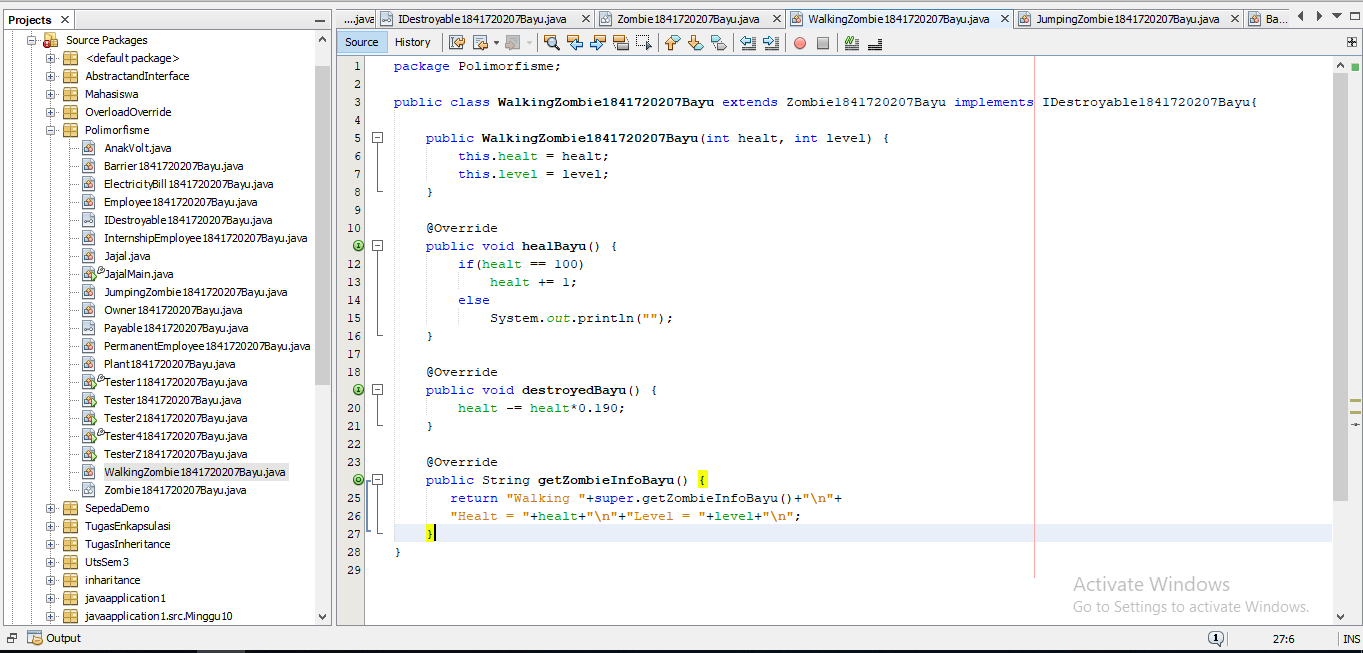 Projects
....java
IDestroyable1841720207Bayu.java
Zombie1841720207Bayu.java
WalkingZombie1841720207Bayu.java
JumpingZombie1841720207Bayu.java
Ba...
Source Packages
<default package>
AbstractandInterface
Mahasiswa
OverloadOverride
Polimorfisme
AnakVolt.java
Barrier1841720207Bayu.java
ElectricityBill1841720207Bayu.java
Employee1841720207Bayu.java
IDestroyable1841720207Bayu.java
InternshipEmployee1841720207Bayu.java
Jajal.java
JajalMain.java
JumpingZombie1841720207Bayu.java
Owner1841720207Bayu.java
Payable1841720207Bayu.java
PermanentEmployee1841720207Bayu.java
Plant1841720207Bayu.java
Tester11841720207Bayu.java
Tester1841720207Bayu.java
Tester21841720207Bayu.java
Tester41841720207Bayu.java
TesterZ1841720207Bayu.java
WalkingZombie1841720207Bayu.java
Zombie1841720207Bayu.java
SepedaDemo
TugasEnkapsulasi
TugasInheritance
UtsSem3
inharitance
javaapplication1
javaapplication1.src.Minggu10
Source History
1 package Polimorfisme;
2
3 public class WalkingZombie1841720207Bayu extends Zombie1841720207Bayu implements IDestroyable1841720207Bayu{
4
5 public WalkingZombie1841720207Bayu(int healt, int level) {
6 this.healt = healt;
7 this.level = level;
8 }
9
10 @Override
public void healBayu() {
12 if(healt == 100)
13 healt += 1;
14 else
15 System.out.println("");
16 }
17
18 @Override
public void destroyedBayu() {
20 healt -= healt*0.190;
21 }
22
23 @Override
public String getZombieInfoBayu() {
25 return "Walking "+super.getZombieInfoBayu()+"\n"+
26 "Healt = "+healt+"\n"+"Level = "+level+"\n";
27 }
28 }
29
Activate Windows
Go to Settings to activate Windows.
Output
1
27:6
INS